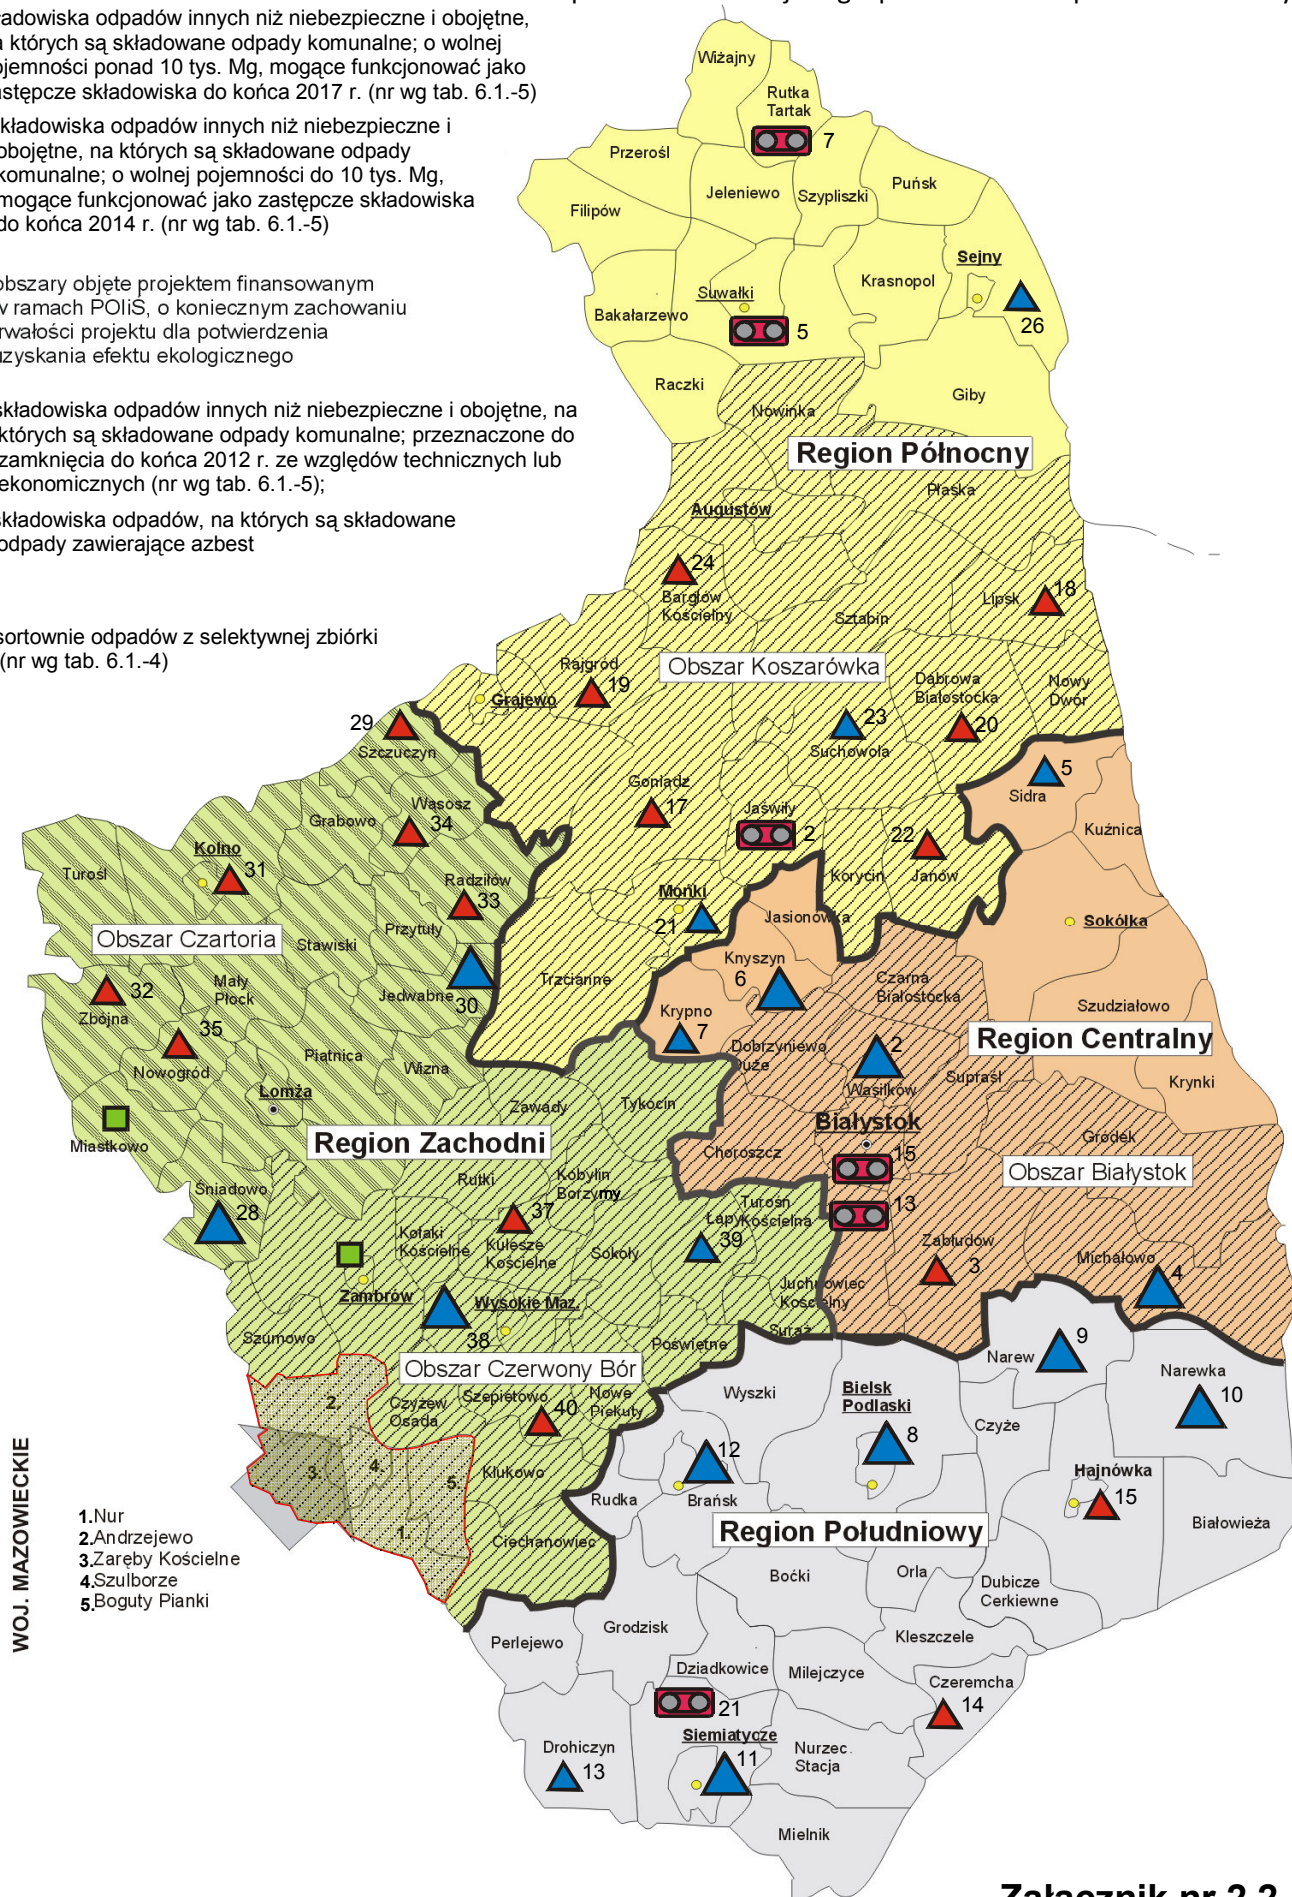 ładowiska odpadów innych niż niebezpieczne i obojętne,
których są składowane odpady komunalne; o wolnej
ojemności ponad 10 tys. Mg, mogące funkcjonować jako
astępcze składowiska do końca 2017 r. (nr wg tab. 6.1.-5)
kładowiska odpadów innych niż niebezpieczne i
obojętne, na których są składowane odpady
komunalne; o wolnej pojemności do 10 tys. Mg,
mogące funkcjonować jako zastępcze składowiska
do końca 2014 r. (nr wg tab. 6.1.-5)
obszary objęte projektem finansowanym
w ramach POIiŚ, o koniecznym zachowaniu
rwałości projektu dla potwierdzenia
uzyskania efektu ekologicznego
składowiska odpadów innych niż niebezpieczne i obojętne, na
których są składowane odpady komunalne; przeznaczone do
zamknięcia do końca 2012 r. ze względów technicznych lub
ekonomicznych (nr wg tab. 6.1.-5);
składowiska odpadów, na których są składowane
odpady zawierające azbest
sortownie odpadów z selektywnej zbiórki
(nr wg tab. 6.1.-4)
Wiżajny
Rutka
Tartak
7
Przerośl
Jeleniewo
Szypliszki
Puńsk
Filipów
Sejny
Krasnopol
Suwałki
26
Bakałarzewo
5
Raczki
Giby
Nowinka
Region Północny
Płaska
Augustów
24
Bargłów
Kościelny
Lipsk
18
Sztabin
Rajgród
19
Obszar Koszarówka
Dąbrowa
Białostocka
20
Nowy
Dwór
Grajewo
29
Szczuczyn
23
Suchowola
5
Sidra
Goniądz
17
Wąsosz
34
Grabowo
Jaświły
2
Kuźnica
22
Janów
Korycin
Kolno
31
Turośl
Radziłów
33
Mońki
21
Jasionówka
Sokólka
Przytuły
Obszar Czartoria
Stawiski
Knyszyn
6
Trzcianne
Czarna
Białostocka
Mały
Płock
Jedwabne
30
32
Zbójna
Szudziałowo
Krypno
7
35
Nowogród
Region Centralny
Piątnica
Dobrzyniewo
Duże
2
Wasilków
Wizna
Supraśl
Krynki
Łomża
Zawady
Tykocin
Miastkowo
Region Zachodni
Białystok
Gródek
Choroszcz
15
Obszar Białystok
Rutki
Kobylin
Borzymy
Śniadowo
28
Turośń
Kościelna
Łapy
39
13
37
Kulesze
Kościelne
Kołaki
Kościelne
Sokoły
Zabłudów
3
Michałowo
4
Juchnowiec
Kościelny
Zambrów
Wysokie Maz.
38
Suraż
Szumowo
Poświętne
9
Narew
Obszar Czerwony Bór
Narewka
10
Wyszki
Bielsk
Podlaski
8
Szepietowo
Nowe
Piekuty
Czyżew
Osada
40
2.
Czyże
12
Brańsk
3.
4.
5.
Klukowo
Hajnówka
15
Rudka
WOJ. MAZOWIECKIE
1.Nur
2.Andrzejewo
3.Zaręby Kościelne
4.Szulborze
5.Boguty Pianki
1.
Ciechanowiec
Region Południowy
Białowieża
Boćki
Orla
Dubicze
Cerkiewne
Grodzisk
Perlejewo
Kleszczele
Dziadkowice
Milejczyce
Czeremcha
14
21
Siemiatycze
11
Drohiczyn
13
Nurzec
Stacja
Mielnik